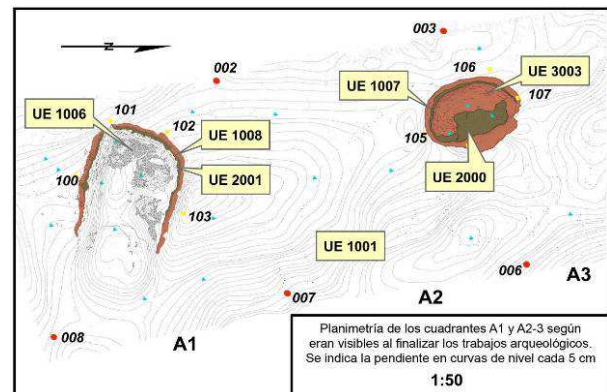 003
N
002
106
UE 3003
UE 1007
107
101
UE 1006
102
UE 1008
105
100
UE 2001
UE 2000
103
UE 1001
006
A3
007
A2
008
A1
Planimetría de los cuadrantes A1 y A2-3 según
eran visibles al finalizar los trabajos arqueológicos.
Se indica la pendiente en curvas de nivel cada 5 cm
1:50